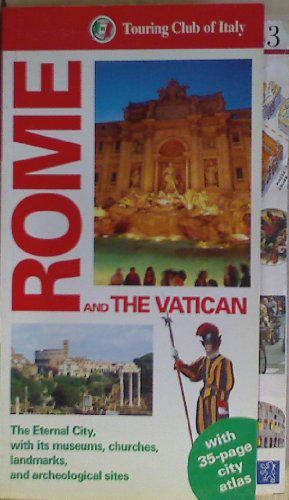 Touring Club of Italy
3
ROME
AND THE VATICAN
The Eternal City,
with its museums, churches,
landmarks,
and archeological sites
with
35-page
city
atlas